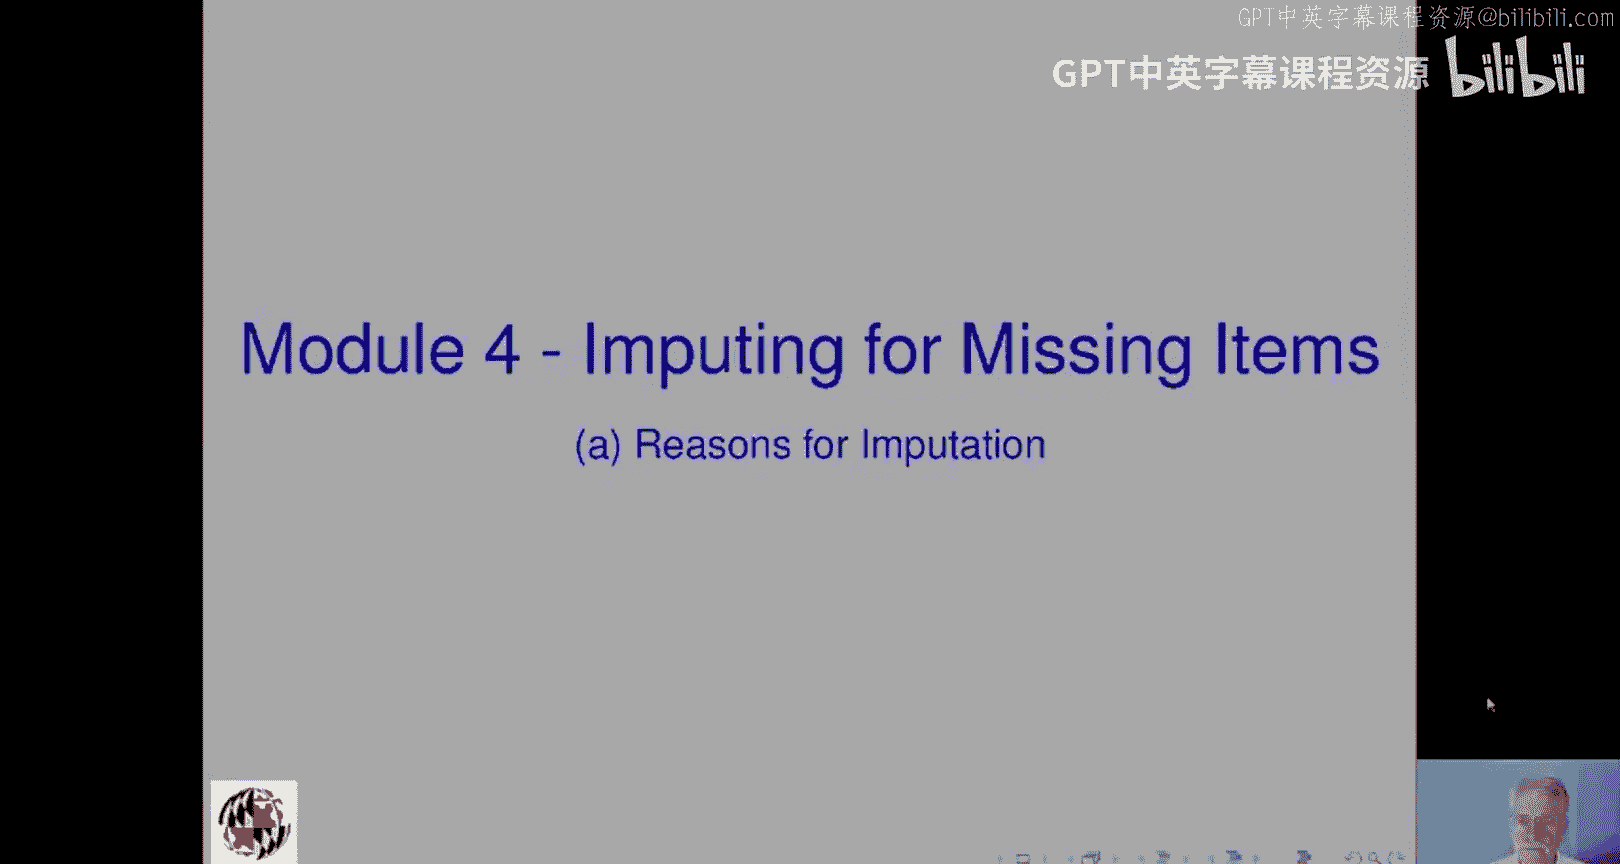 GPT中英字幕课程资源@bilibili.com
GPT中英字幕课程资源 bilibili
Module 4 - Imputing for Missing Items
(a) Reasons for Imputation